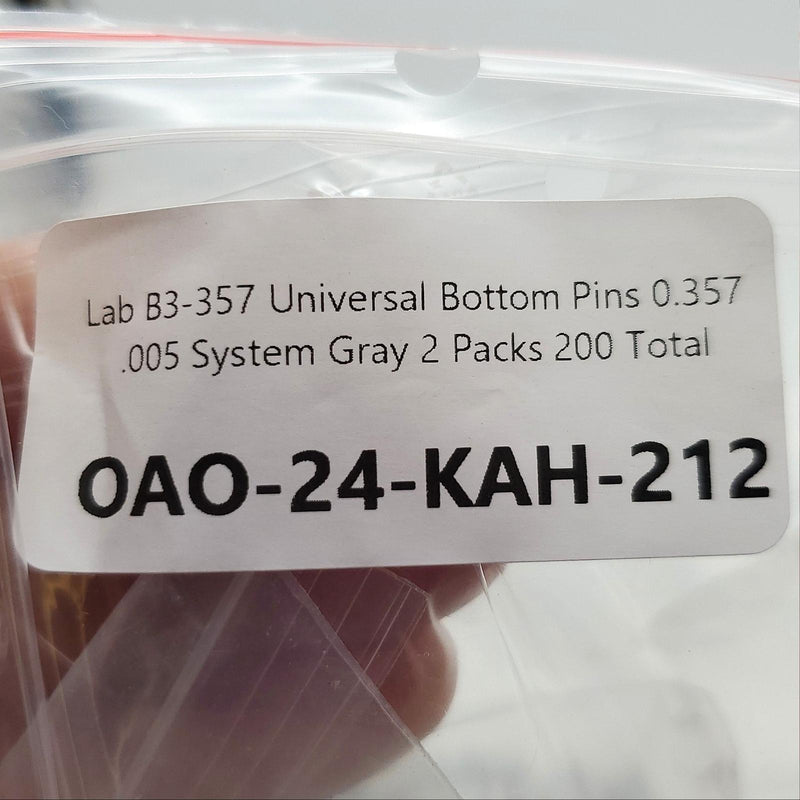 Lab B3-357 Universal Bottom Pins 0.357
.005 System Gray 2 Packs 200 Total
OAO-24-KAH-212